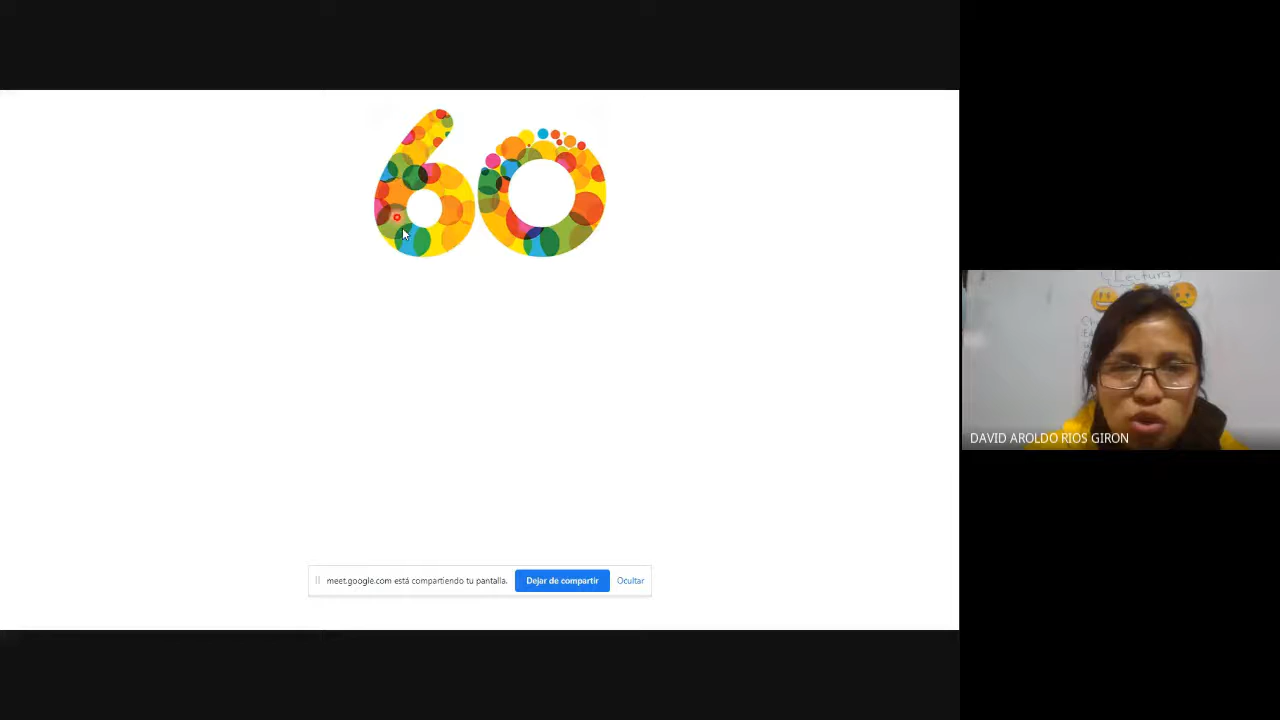 60
meet.google.com está compartiendo tu pantalla. Dejar de compartir Ocultar
Lectura
DAVID AROLDO RIOS GIRON